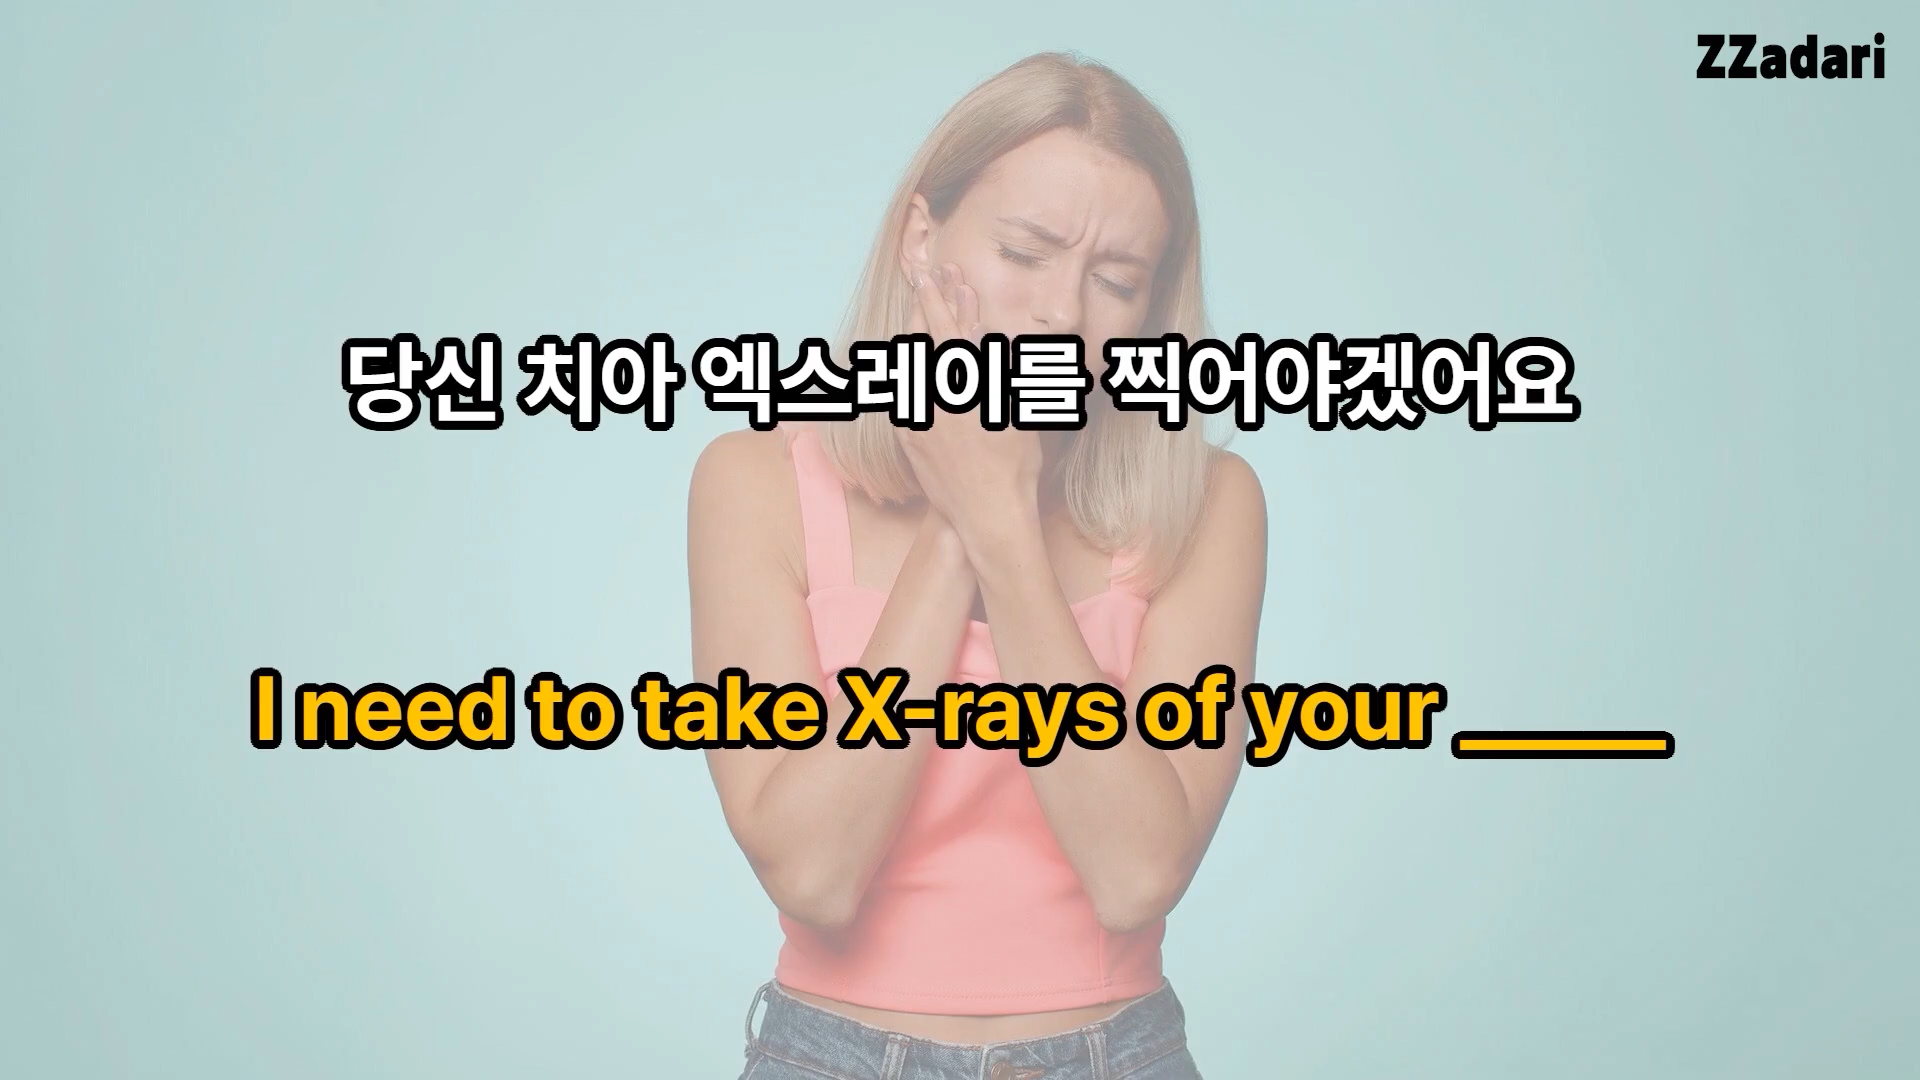 ZZadari
당신 치아 엑스레이를 찍어야겠어요
I need to take X-rays of your ____